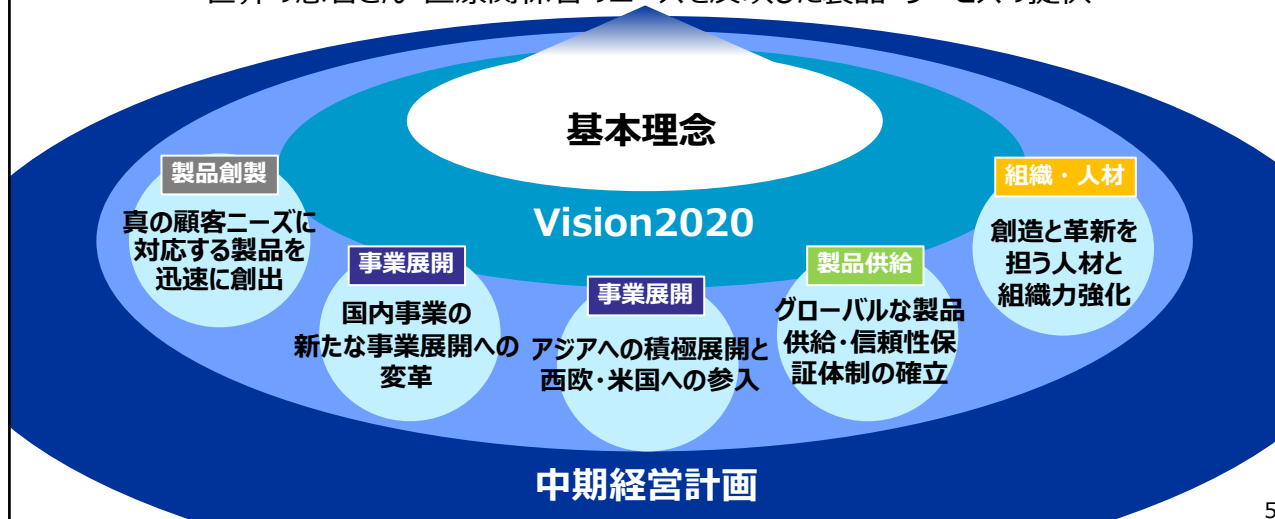 基本理念
Vision2020
製品創製
真の顧客ニーズに
対応する製品を
迅速に創出
事業展開
国内事業の
新たな事業展開への
変革
事業展開
アジアへの積極展開と
西欧・米国への参入
製品供給
グローバルな製品
供給・信頼性保
証体制の確立
組織・人材
創造と革新を
担う人材と
組織力強化
中期経営計画
5